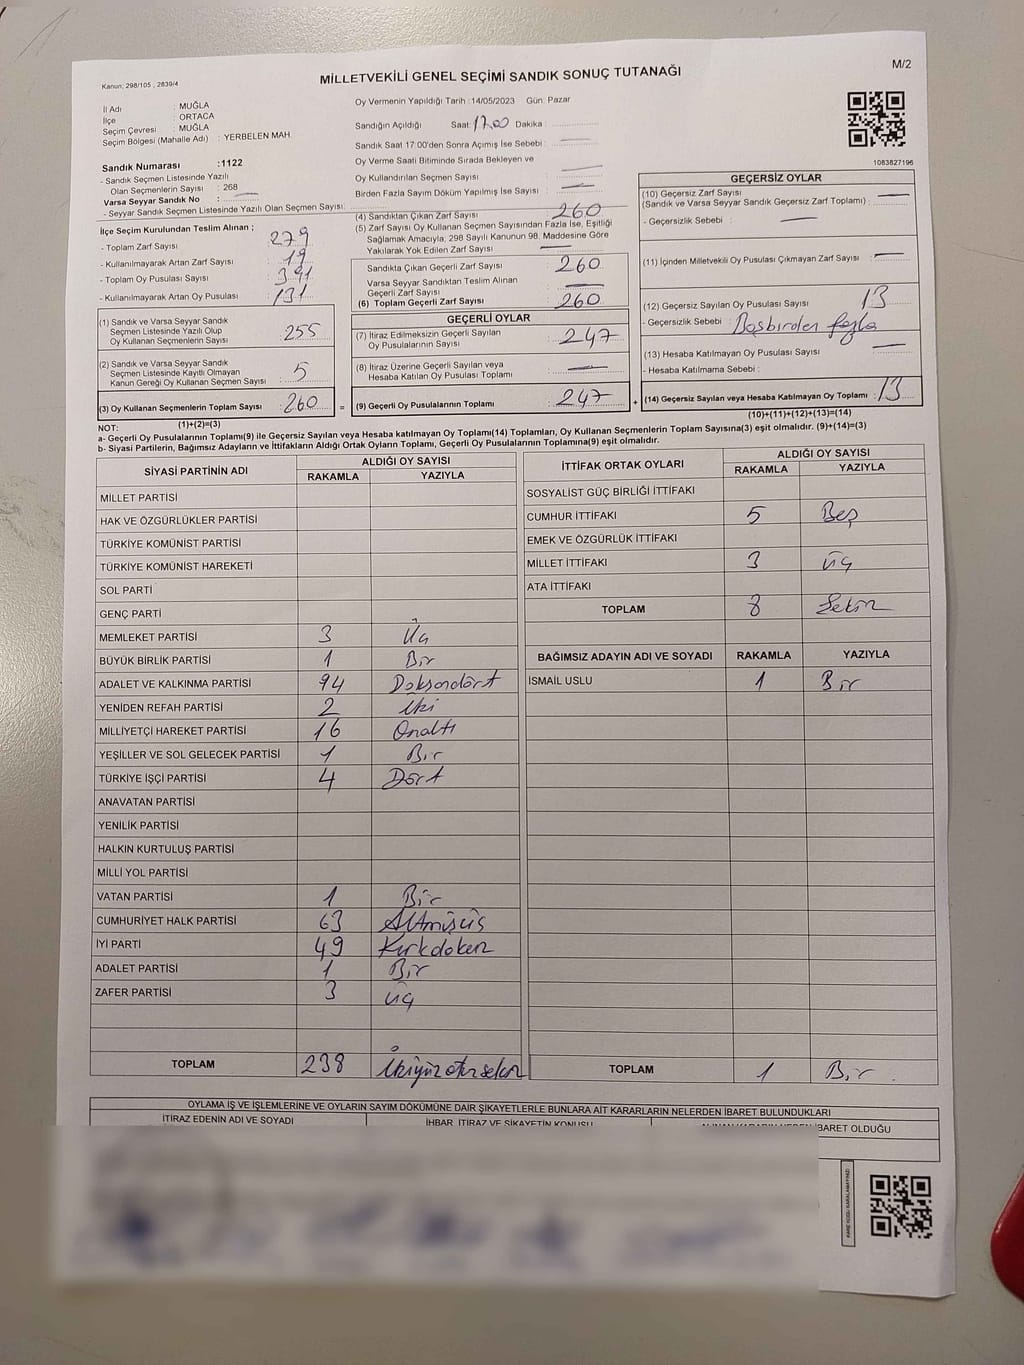 MİLLETVEKİLİ GENEL SEÇİMİ SANDIK SONUÇ TUTANAĞI
M/2
Kanun: 298/105 , 2839/4
İl Adı : MUĞLA
İlçe : ORTACA
Seçim Çevresi : MUĞLA
Seçim Bölgesi (Mahalle Adı) : YERBELEN MAH.
Sandık Numarası :1122
- Sandık Seçmen Listesinde Yazılı
Olan Seçmenlerin Sayısı : 268
Varsa Seyyar Sandık No :
- Seyyar Sandık Seçmen Listesinde Yazılı Olan Seçmen Sayısı:
Oy Vermenin Yapıldığı Tarih :14/05/2023 Gün: Pazar
Sandığın Açıldığı Saat: 17.00 Dakika :
Sandık Saat 17:00'den Sonra Açılmış İse Sebebi :
Oy Verme Saati Bitiminde Sırada Bekleyen ve
Oy Kullandırılan Seçmen Sayısı :
Birden Fazla Sayım Döküm Yapılmış İse Sayısı :
1083827196
İlçe Seçim Kurulundan Teslim Alınan ;
- Toplam Zarf Sayısı : 279
- Kullanılmayarak Artan Zarf Sayısı : 19
- Toplam Oy Pusulası Sayısı : 391
- Kullanılmayarak Artan Oy Pusulası : 131
(1) Sandık ve Varsa Seyyar Sandık
Seçmen Listesinde Yazılı Olup
Oy Kullanan Seçmenlerin Sayısı : 255
(2) Sandık ve Varsa Seyyar Sandık
Seçmen Listesinde Kayıtlı Olmayan
Kanun Gereği Oy Kullanan Seçmen Sayısı : 5
(3) Oy Kullanan Seçmenlerin Toplam Sayısı : 260 =
(1)+(2)=(3)
(4) Sandıktan Çıkan Zarf Sayısı : 260
(5) Zarf Sayısı Oy Kullanan Seçmen Sayısından Fazla İse, Eşitliği
Sağlamak Amacıyla, 298 Sayılı Kanunun 98. Maddesine Göre
Yakılarak Yok Edilen Zarf Sayısı :
Sandıkta Çıkan Geçerli Zarf Sayısı : 260
Varsa Seyyar Sandıktan Teslim Alınan
Geçerli Zarf Sayısı :
(6) Toplam Geçerli Zarf Sayısı : 260
GEÇERLİ OYLAR
(7) İtiraz Edilmeksizin Geçerli Sayılan
Oy Pusulalarının Sayısı : 247
(8) İtiraz Üzerine Geçerli Sayılan veya
Hesaba Katılan Oy Pusulası Toplamı :
(9) Geçerli Oy Pusulalarının Toplamı : 247 +
GEÇERSİZ OYLAR
(10) Geçersiz Zarf Sayısı
(Sandık ve Varsa Seyyar Sandık Geçersiz Zarf Toplamı) :
- Geçersizlik Sebebi :
(11) İçinden Milletvekili Oy Pusulası Çıkmayan Zarf Sayısı :
(12) Geçersiz Sayılan Oy Pusulası Sayısı : 13
- Geçersizlik Sebebi : fazla
(13) Hesaba Katılmayan Oy Pusulası Sayısı :
- Hesaba Katılmama Sebebi :
(14) Geçersiz Sayılan veya Hesaba Katılmayan Oy Toplamı : 13
(10)+(11)+(12)+(13)=(14)
NOT:
a- Geçerli Oy Pusulalarının Toplamı(9) ile Geçersiz Sayılan veya Hesaba katılmayan Oy Toplamı(14) Toplamları, Oy Kullanan Seçmenlerin Toplam Sayısına(3) eşit olmalıdır. (9)+(14)=(3)
b- Siyasi Partilerin, Bağımsız Adayların ve İttifakların Aldığı Ortak Oyların Toplamı, Geçerli Oy Pusulalarının Toplamına(9) eşit olmalıdır.
SİYASİ PARTİNİN ADI ALDIĞI OY SAYISI
RAKAMLA YAZIYLA
MİLLET PARTİSİ
HAK VE ÖZGÜRLÜKLER PARTİSİ
TÜRKİYE KOMÜNİST PARTİSİ
TÜRKİYE KOMÜNİST HAREKETİ
SOL PARTİ
GENÇ PARTİ
MEMLEKET PARTİSİ 3 Üç
BÜYÜK BİRLİK PARTİSİ 1 Bir
ADALET VE KALKINMA PARTİSİ 94 Doksandört
YENİDEN REFAH PARTİSİ 2 iki
MİLLİYETÇİ HAREKET PARTİSİ 16 Onaltı
YEŞİLLER VE SOL GELECEK PARTİSİ 1 Bir
TÜRKİYE İŞÇİ PARTİSİ 4 Dört
ANAVATAN PARTİSİ
YENİLİK PARTİSİ
HALKIN KURTULUŞ PARTİSİ
MİLLİ YOL PARTİSİ
VATAN PARTİSİ 1 Bir
CUMHURİYET HALK PARTİSİ 63 Altmışüç
İYİ PARTİ 49 Kırkdokuz
ADALET PARTİSİ 1 Bir
ZAFER PARTİSİ 3 üç
TOPLAM 238 İkiyüzotuzsekiz
İTTİFAK ORTAK OYLARI ALDIĞI OY SAYISI
RAKAMLA YAZIYLA
SOSYALİST GÜÇ BİRLİĞİ İTTİFAKI
CUMHUR İTTİFAKI 5 Beş
EMEK VE ÖZGÜRLÜK İTTİFAKI
MİLLET İTTİFAKI 3 üç
ATA İTTİFAKI
TOPLAM 8 Sekiz
BAĞIMSIZ ADAYIN ADI VE SOYADI RAKAMLA YAZIYLA
İSMAİL USLU 1 Bir
TOPLAM 1 Bir
OYLAMA İŞ VE İŞLEMLERİNE VE OYLARIN SAYIM DÖKÜMÜNE DAİR ŞİKAYETLERLE BUNLARA AİT KARARLARIN NELERDEN İBARET BULUNDUKLARI
İTİRAZ EDENİN ADI VE SOYADI
İHBAR, İTİRAZ VE ŞİKAYETİN KONUSU
İBARET OLDUĞU